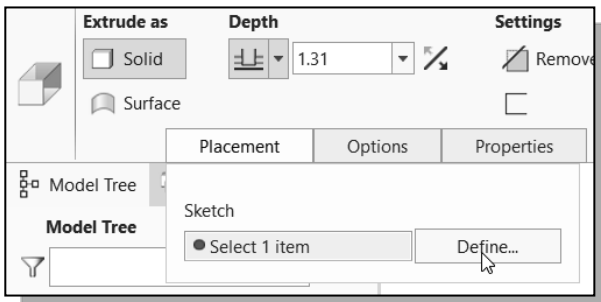 Extrude as Depth Settings
Solid 1.31 Remove
Surface
Placement Options Properties
Model Tree
Sketch
Model Tree
Select 1 item Define...